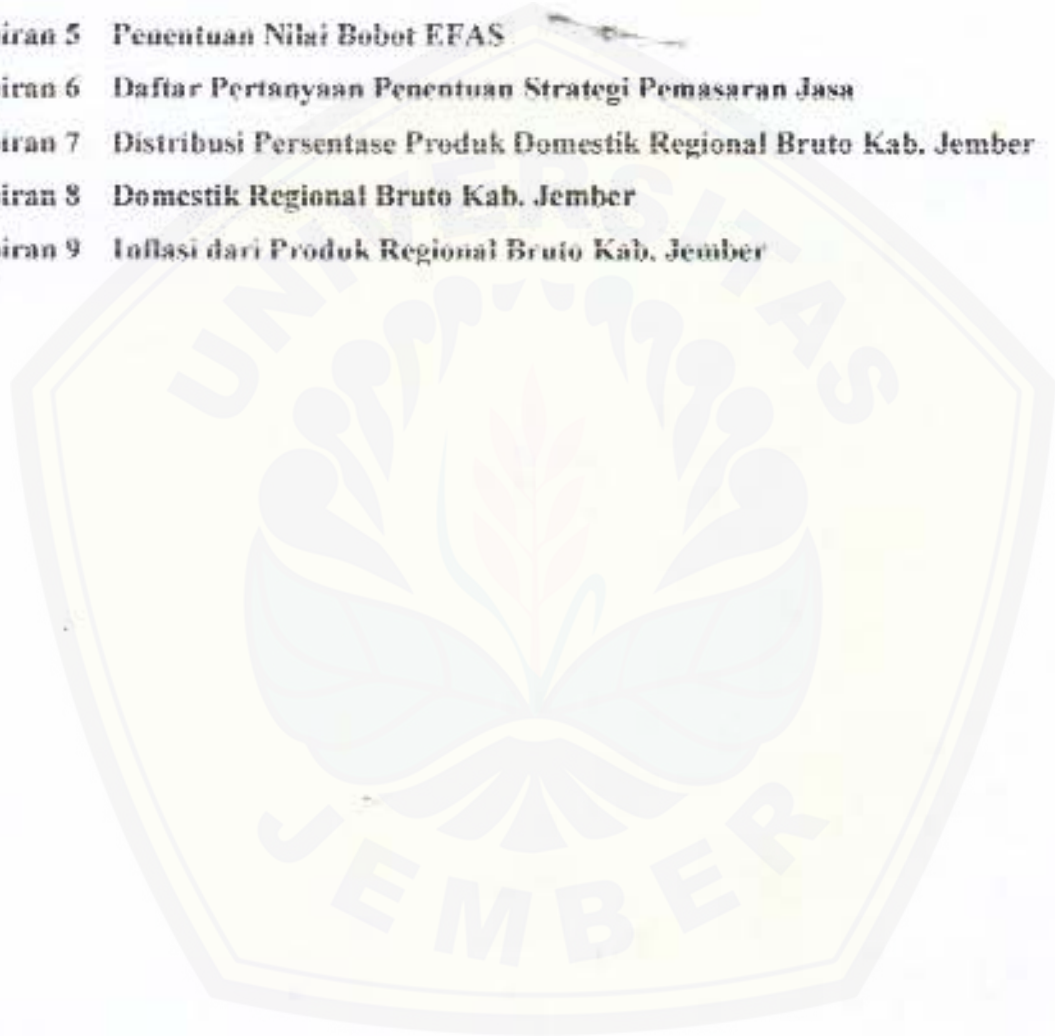 iran 5 Penentuan Nilai Bobot EFAS
iran 6 Daftar Pertanyaan Penentuan Strategi Pemasaran Jasa
iran 7 Distribusi Persentase Produk Domestik Regional Bruto Kab. Jember
iran 8 Domestik Regional Bruto Kab. Jember
iran 9 Inflasi dari Produk Regional Bruto Kab. Jember
UNIVERSITAS
JEMBER